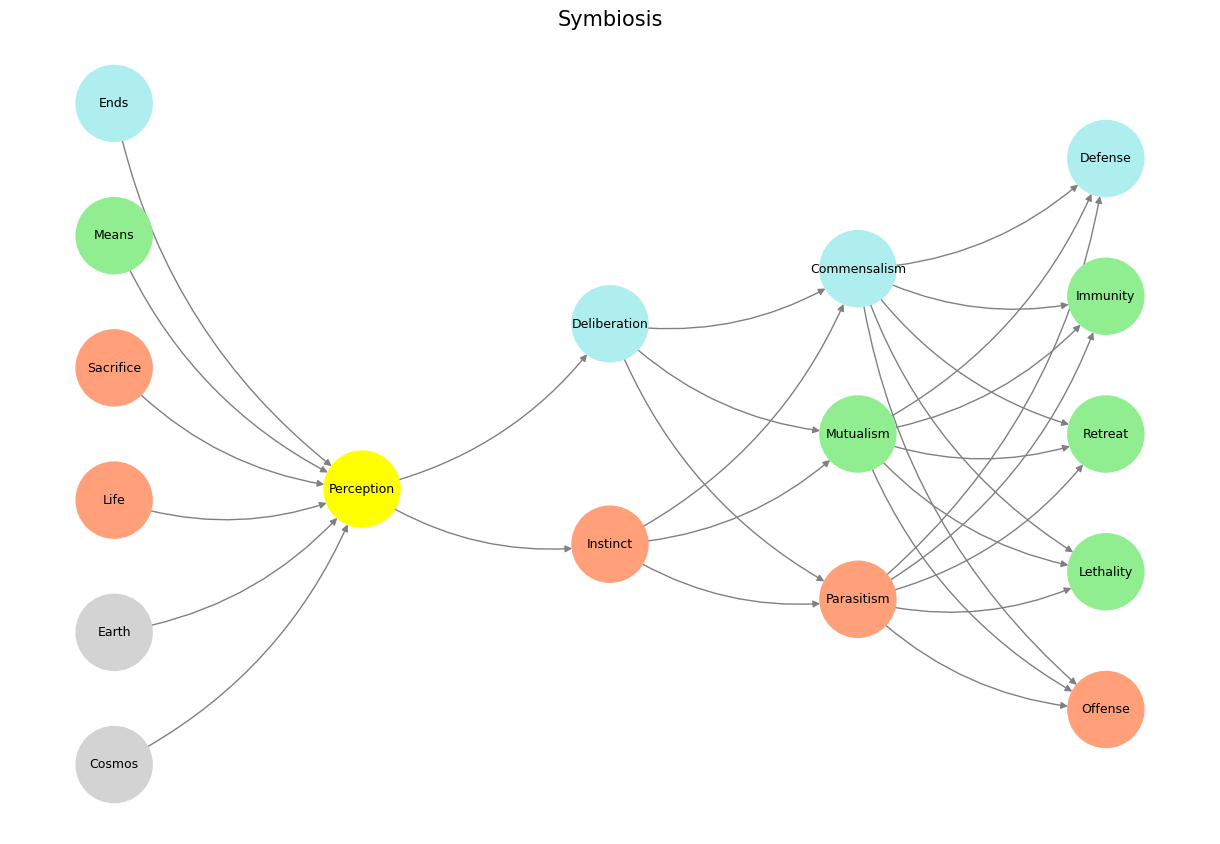 Symbiosis
Ends
Means
Sacrifice
Life
Earth
Cosmos
Perception
Deliberation
Instinct
Commensalism
Mutualism
Parasitism
Defense
Immunity
Retreat
Lethality
Offense